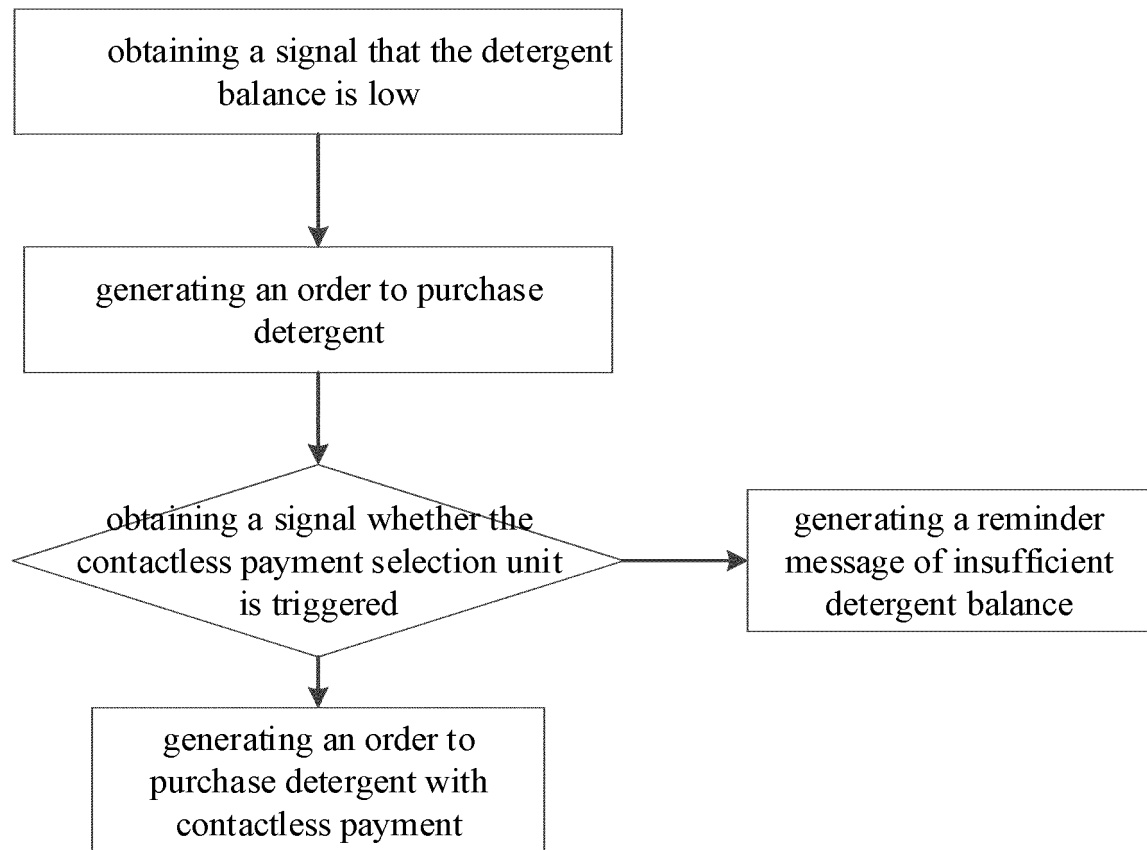 obtaining a signal that the detergent
balance is low
generating an order to purchase
detergent
obtaining a signal whether the
contactless payment selection unit
is triggered
generating a reminder
message of insufficient
detergent balance
generating an order to
purchase detergent with
contactless payment